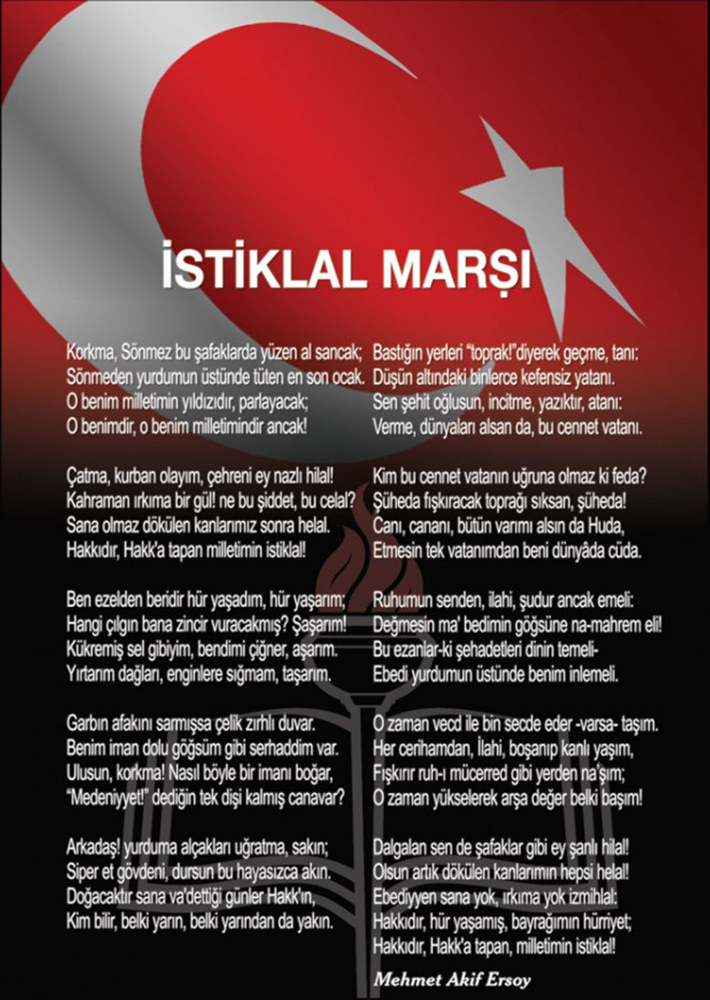 İSTİKLAL MARŞI
Korkma, Sönmez bu şafaklarda yüzen al sancak;
Sönmeden yurdumun üstünde tüten en son ocak.
O benim milletimin yıldızıdır, parlayacak;
O benimdir, o benim milletimindir ancak!
Çatma, kurban olayım, çehreni ey nazlı hilal!
Kahraman ırkıma bir gül! ne bu şiddet, bu celal?
Sana olmaz dökülen kanlarımız sonra helal.
Hakkıdır, Hakk'a tapan milletimin istiklal!
Ben ezelden beridir hür yaşadım, hür yaşarım;
Hangi çılgın bana zincir vuracakmış? Şaşarım!
Kükremiş sel gibiyim, bendimi çiğner, aşarım.
Yırtarım dağları, enginlere sığmam, taşarım.
Garbın afakını sarmışsa çelik zırhlı duvar.
Benim iman dolu göğsüm gibi serhaddim var.
Ulusun, korkma! Nasıl böyle bir imanı boğar,
“Medeniyyet!” dediğin tek dişi kalmış canavar?
Arkadaş! yurduma alçakları uğratma, sakın;
Siper et gövdeni, dursun bu hayasızca akın.
Doğacaktır sana va'dettiği günler Hakk'ın,
Kim bilir, belki yarın, belki yarından da yakın.
Bastığın yerleri “toprak!”diyerek geçme, tanı:
Düşün altındaki binlerce kefensiz yatanı.
Sen şehit oğlusun, incitme, yazıktır, atanı:
Verme, dünyaları alsan da, bu cennet vatanı.
Kim bu cennet vatanın uğruna olmaz ki feda?
Şüheda fışkıracak toprağı sıksan, şüheda!
Canı, cananı, bütün varımı alsın da Huda,
Etmesin tek vatanımdan beni dünyâda cüda.
Ruhumun senden, ilahi, şudur ancak emeli:
Değmesin ma' bedimin göğsüne na-mahrem eli!
Bu ezanlar-ki şehadetleri dinin temeli-
Ebedi yurdumun üstünde benim inlemeli.
O zaman vecd ile bin secde eder -varsa- taşım.
Her cerihamdan, İlahi, boşanıp kanlı yaşım,
Fışkırır ruh-ı mücerred gibi yerden na'şım;
O zaman yükselerek arşa değer belki başım!
Dalgalan sen de şafaklar gibi ey şanlı hilal!
Olsun artık dökülen kanlarımın hepsi helal!
Ebediyyen sana yok, ırkıma yok izmihlal:
Hakkıdır, hür yaşamış, bayrağımın hürriyet;
Hakkıdır, Hakk'a tapan, milletimin istiklal!
Mehmet Akif Ersoy